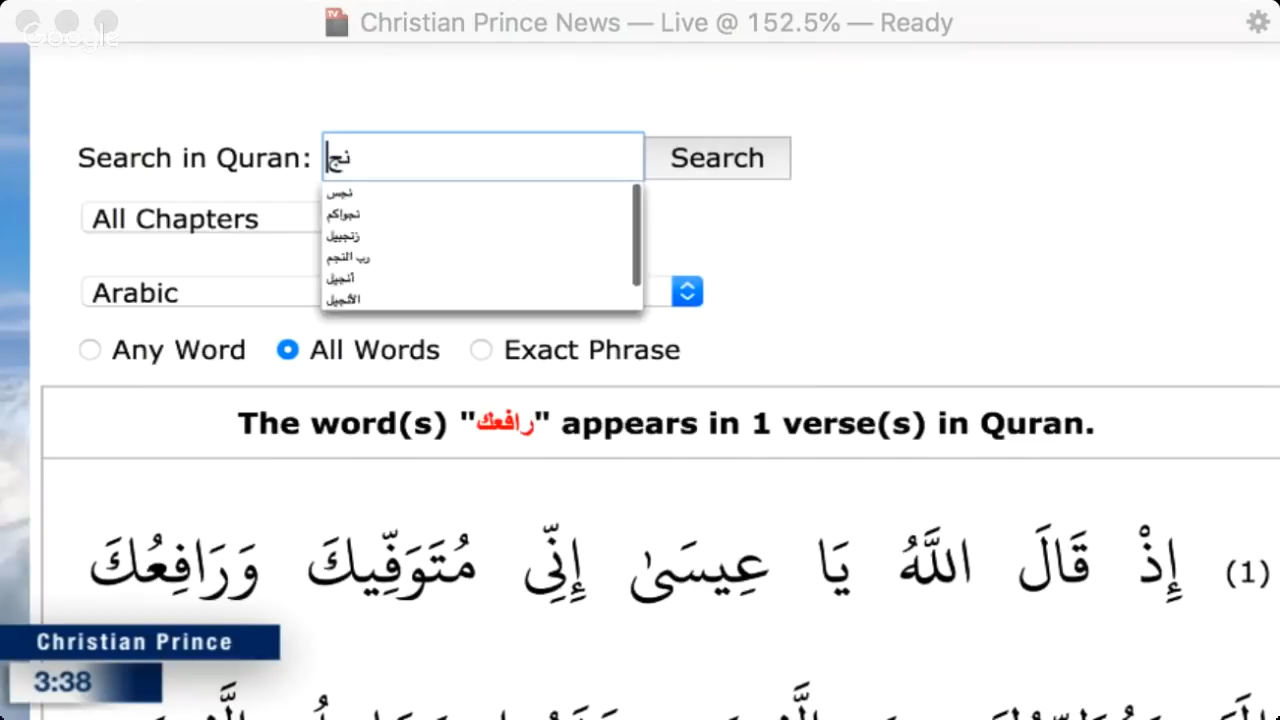 Christian Prince News — Live @ 152.5% — Ready
Google
Search in Quran: نج Search
نجس
نجواكم
زنجبيل
رب النجم
أنجيل
الأنجيل
All Chapters
Arabic
Any Word All Words Exact Phrase
The word(s) "رافعك" appears in 1 verse(s) in Quran.
(1) إِذْ قَالَ اللَّهُ يَا عِيسَىٰ إِنِّي مُتَوَفِّيكَ وَرَافِعُكَ
Christian Prince
3:38